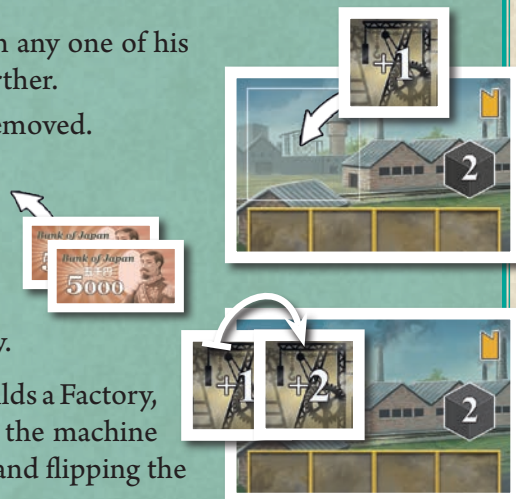 any one of his
rther.
emoved.
+1
2
Bank of Japan
Bank of Japan
五千円
5000
y.
lds a Factory,
the machine
and flipping the
+1
+2
2